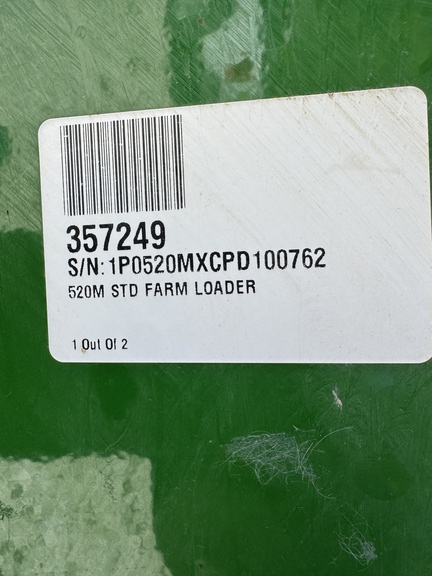 357249
S/N: 1P0520MXCPD100762
520M STD FARM LOADER
1 Out Of 2